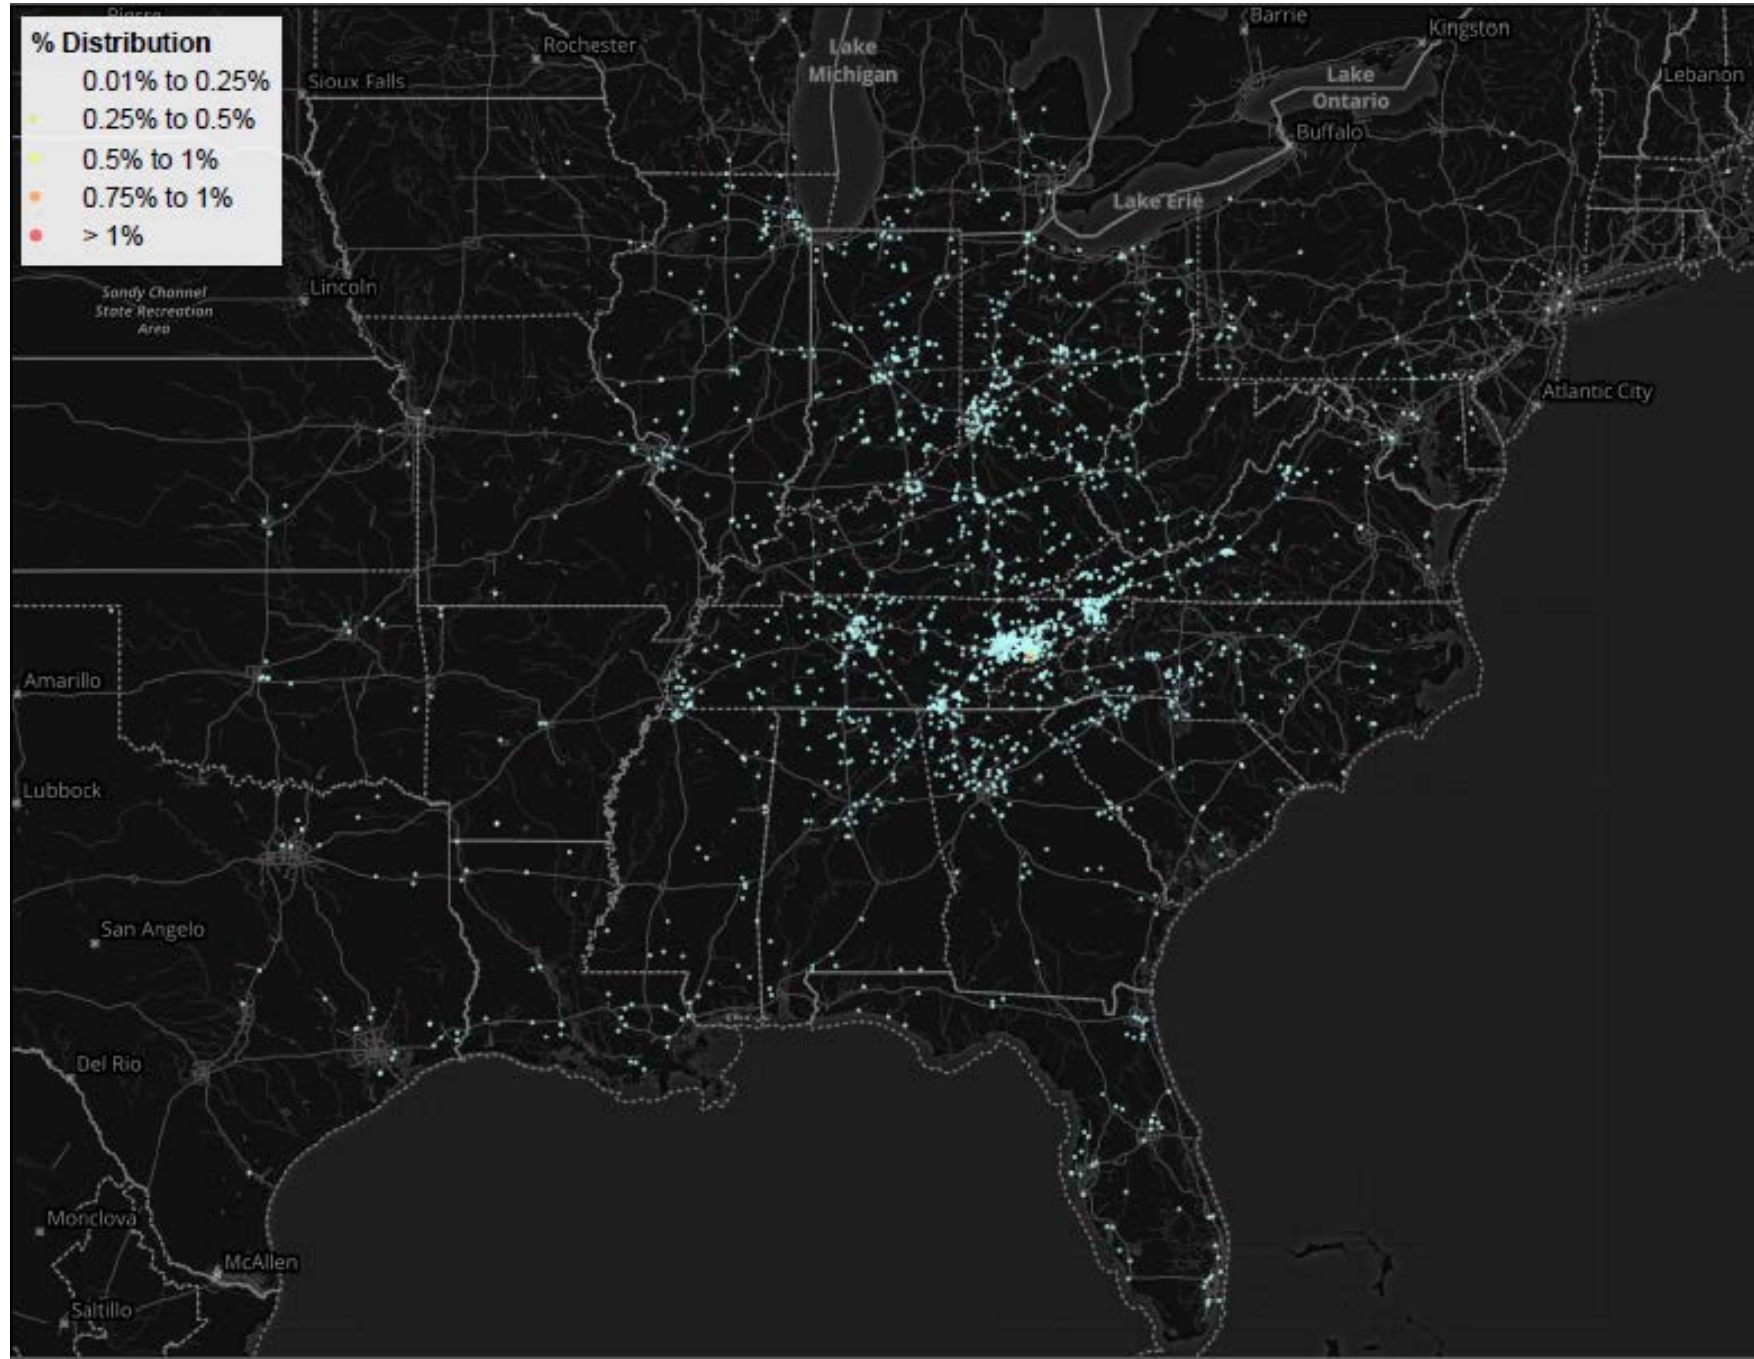 % Distribution
0.01% to 0.25%
0.25% to 0.5%
0.5% to 1%
0.75% to 1%
> 1%
Pierre
Rochester
Sioux Falls
Lake
Michigan
Barrie
Kingston
Lake
Ontario
Lebanon
Buffalo
Lake Erie
Lincoln
Sandy Channel
State Recreation
Area
Atlantic City
Amarillo
Lubbock
San Angelo
Del Rio
Monclova
McAllen
Saltillo